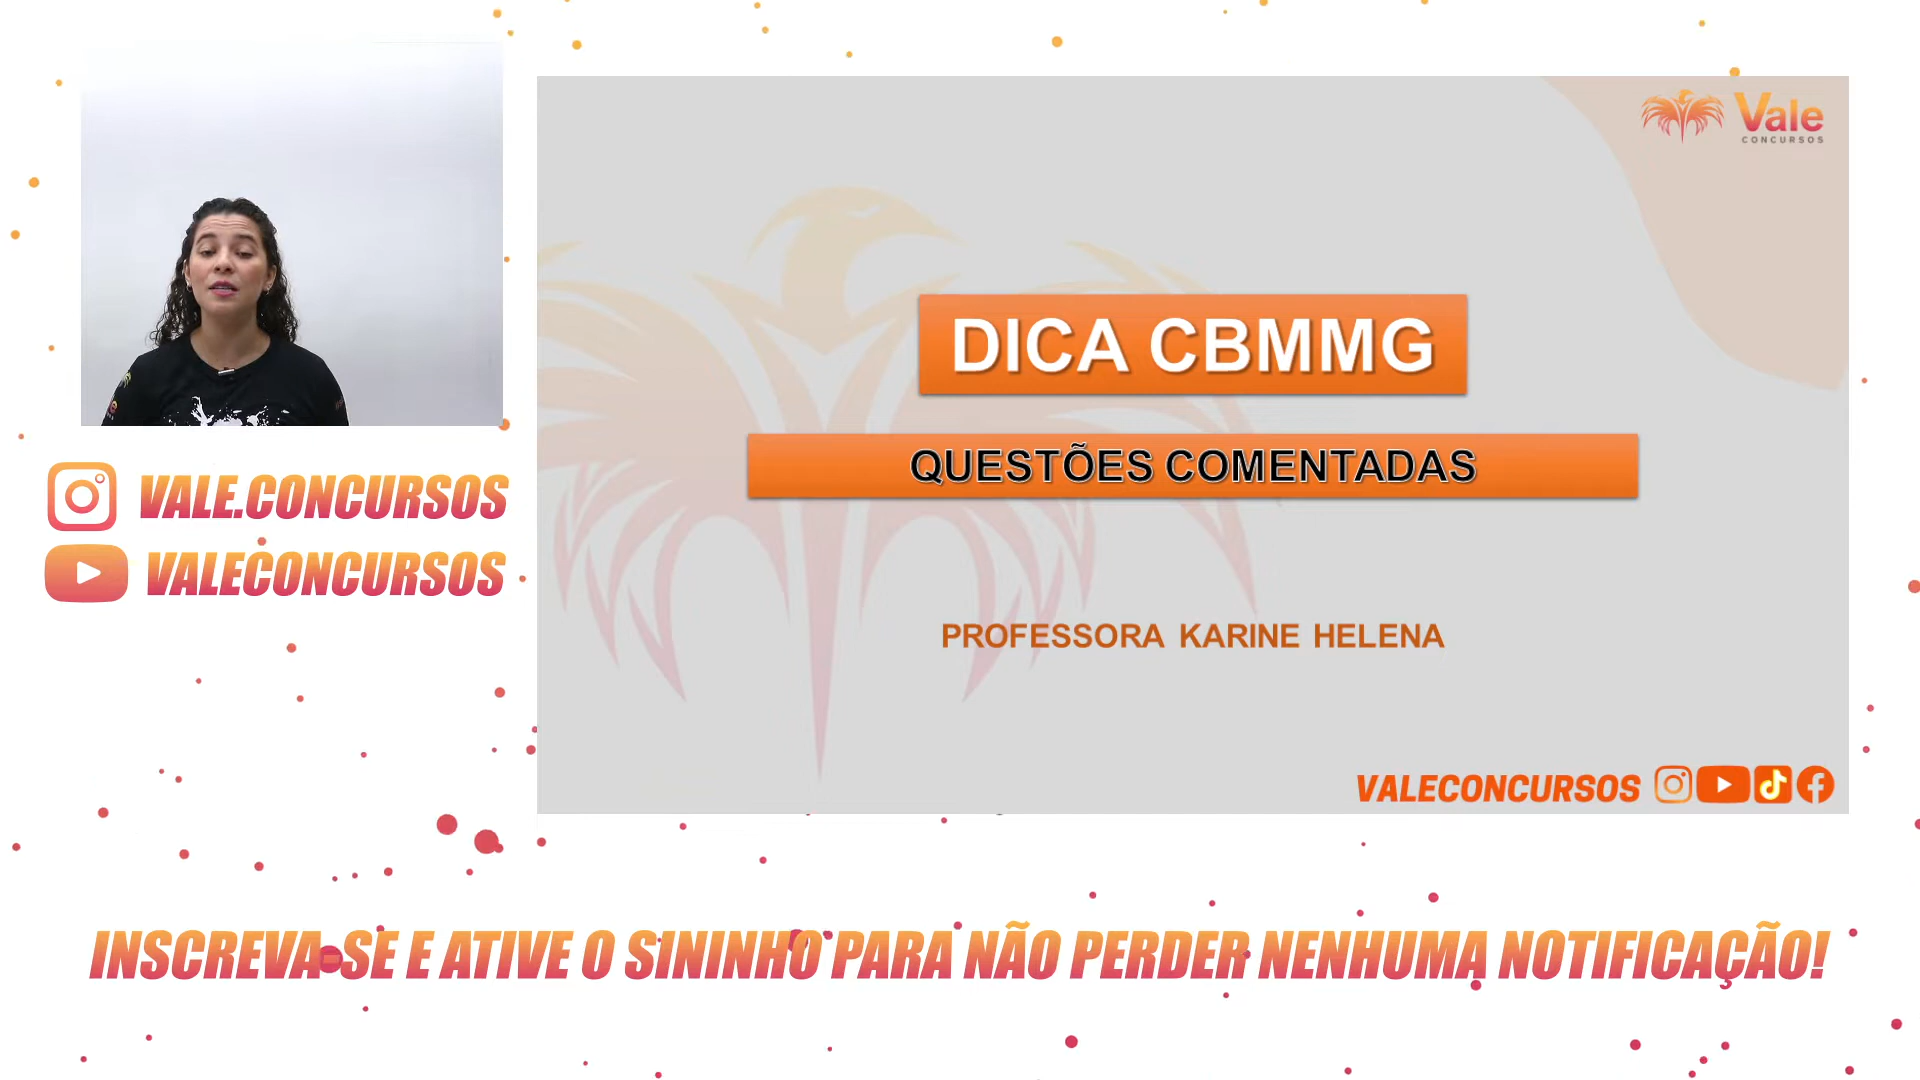 Vale
CONCURSOS
DICA CBMMG
QUESTÕES COMENTADAS
PROFESSORA KARINE HELENA
VALECONCURSOS
VALE.CONCURSOS
VALECONCURSOS
INSCREVA-SE E ATIVE O SININHO PARA NÃO PERDER NENHUMA NOTIFICAÇÃO!